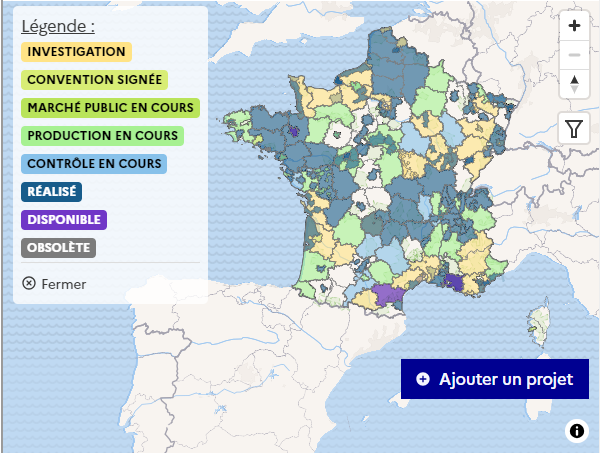 Légende :
INVESTIGATION
CONVENTION SIGNÉE
MARCHÉ PUBLIC EN COURS
PRODUCTION EN COURS
CONTRÔLE EN COURS
RÉALISÉ
DISPONIBLE
OBSOLÈTE
Fermer
Ajouter un projet